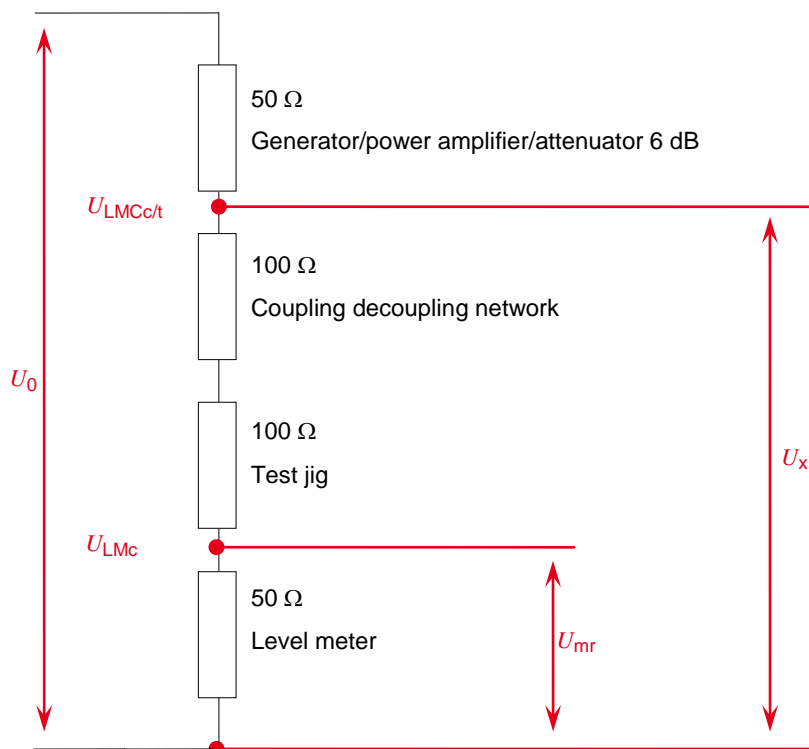 50 Ω
Generator/power amplifier/attenuator 6 dB
U_LMCc/t
100 Ω
Coupling decoupling network
U_0
100 Ω
U_x
Test jig
U_LMc
50 Ω
Level meter
U_mr